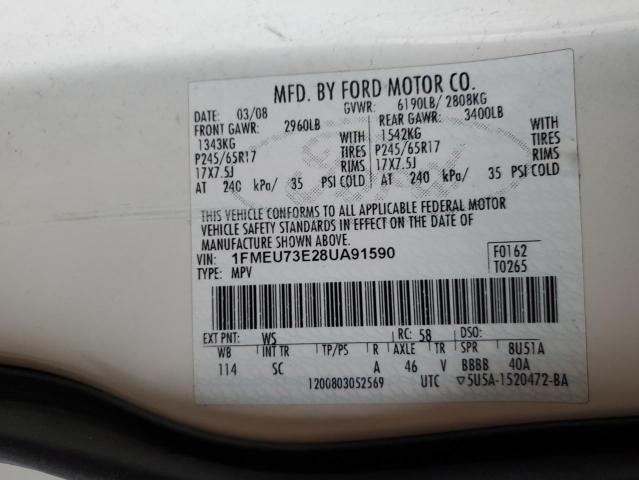 MFD. BY FORD MOTOR CO.
DATE: 03/08 GVWR: 6190LB/ 2808KG
FRONT GAWR: 2960LB REAR GAWR: 3400LB
1343KG WITH 1542KG WITH
P245/65R17 TIRES P245/65R17 TIRES
17X7.5J RIMS 17X7.5J RIMS
AT 240 kPa/ 35 PSI COLD AT 240 kPa/ 35 PSI COLD
THIS VEHICLE CONFORMS TO ALL APPLICABLE FEDERAL MOTOR
VEHICLE SAFETY STANDARDS IN EFFECT ON THE DATE OF
MANUFACTURE SHOWN ABOVE.
VIN: 1FMEU73E28UA91590 F0162
TYPE: MPV T0265
EXT PNT: WS RC: 58 DSO:
WB INT TR TP/PS R AXLE TR SPR 8U51A
114 SC A 46 V BBBB 40A
1200803052569 UTC ▽5U5A-1520472-BA